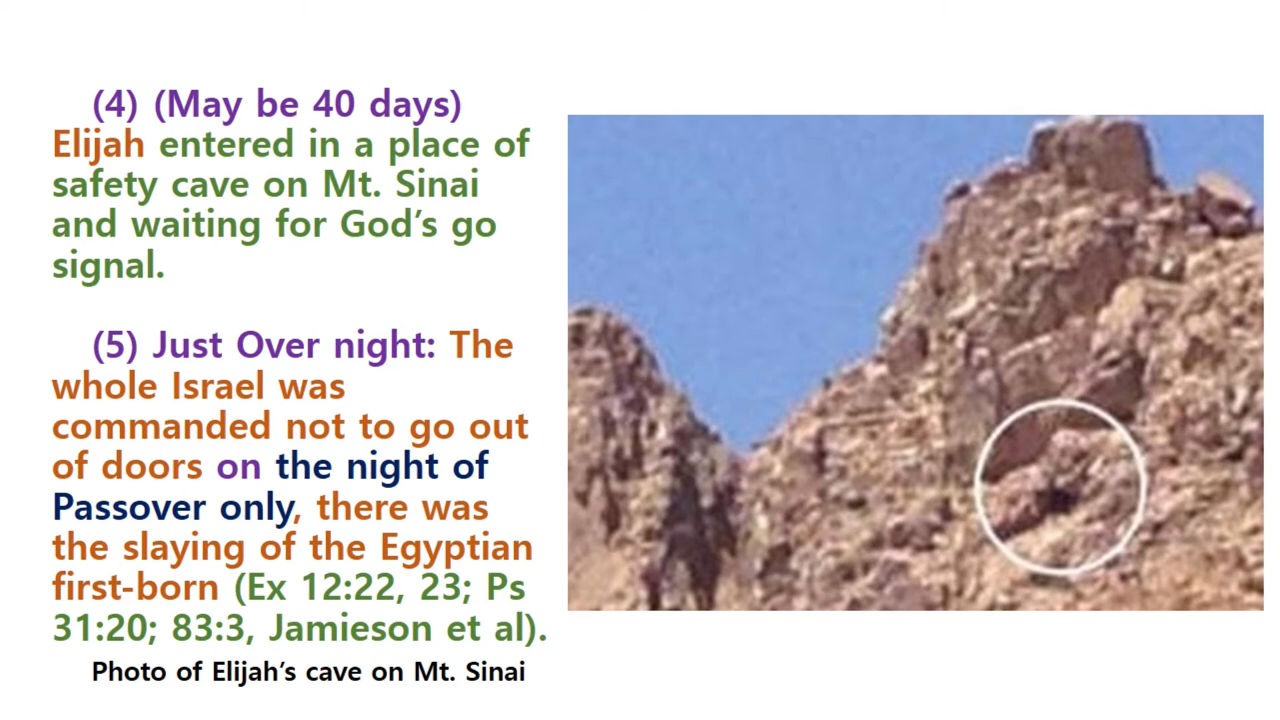 (4) (May be 40 days)
Elijah entered in a place of
safety cave on Mt. Sinai
and waiting for God’s go
signal.
(5) Just Over night: The
whole Israel was
commanded not to go out
of doors on the night of
Passover only, there was
the slaying of the Egyptian
first-born (Ex 12:22, 23; Ps
31:20; 83:3, Jamieson et al).
Photo of Elijah’s cave on Mt. Sinai